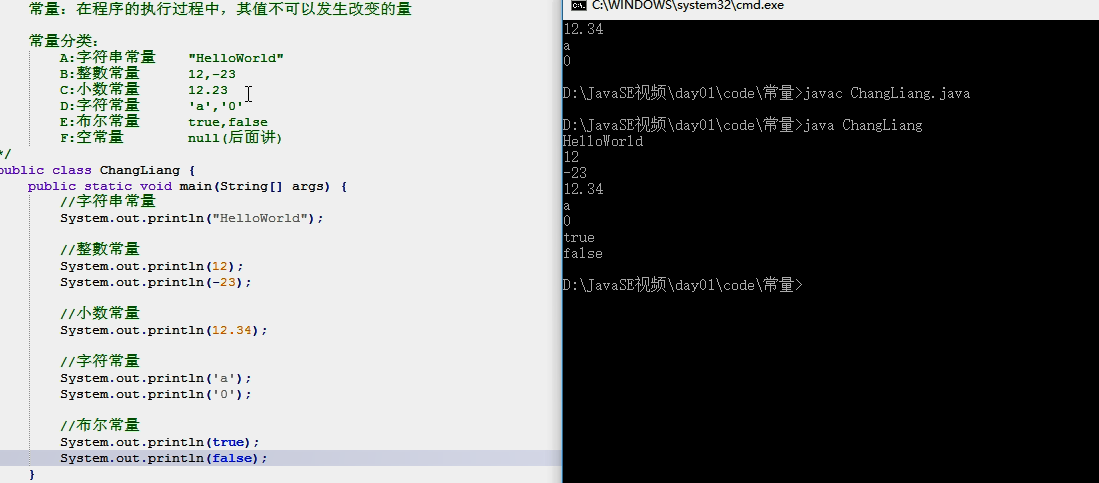 常量: 在程序的执行过程中, 其值不可以发生改变的量
常量分类:
A:字符串常量 "HelloWorld"
B:整數常量 12,-23
C:小数常量 12.23
D:字符常量 'a','0'
E:布尔常量 true,false
F:空常量 null(后面讲)
*/
public class ChangLiang {
public static void main(String[] args) {
//字符串常量
System.out.println("HelloWorld");
//整數常量
System.out.println(12);
System.out.println(-23);
//小数常量
System.out.println(12.34);
//字符常量
System.out.println('a');
System.out.println('0');
//布尔常量
System.out.println(true);
System.out.println(false);
}
C:\WINDOWS\system32\cmd.exe
12.34
a
0
D:\JavaSE视频\day01\code\常量>javac ChangLiang.java
D:\JavaSE视频\day01\code\常量>java ChangLiang
HelloWorld
12
-23
12.34
a
0
true
false
D:\JavaSE视频\day01\code\常量>